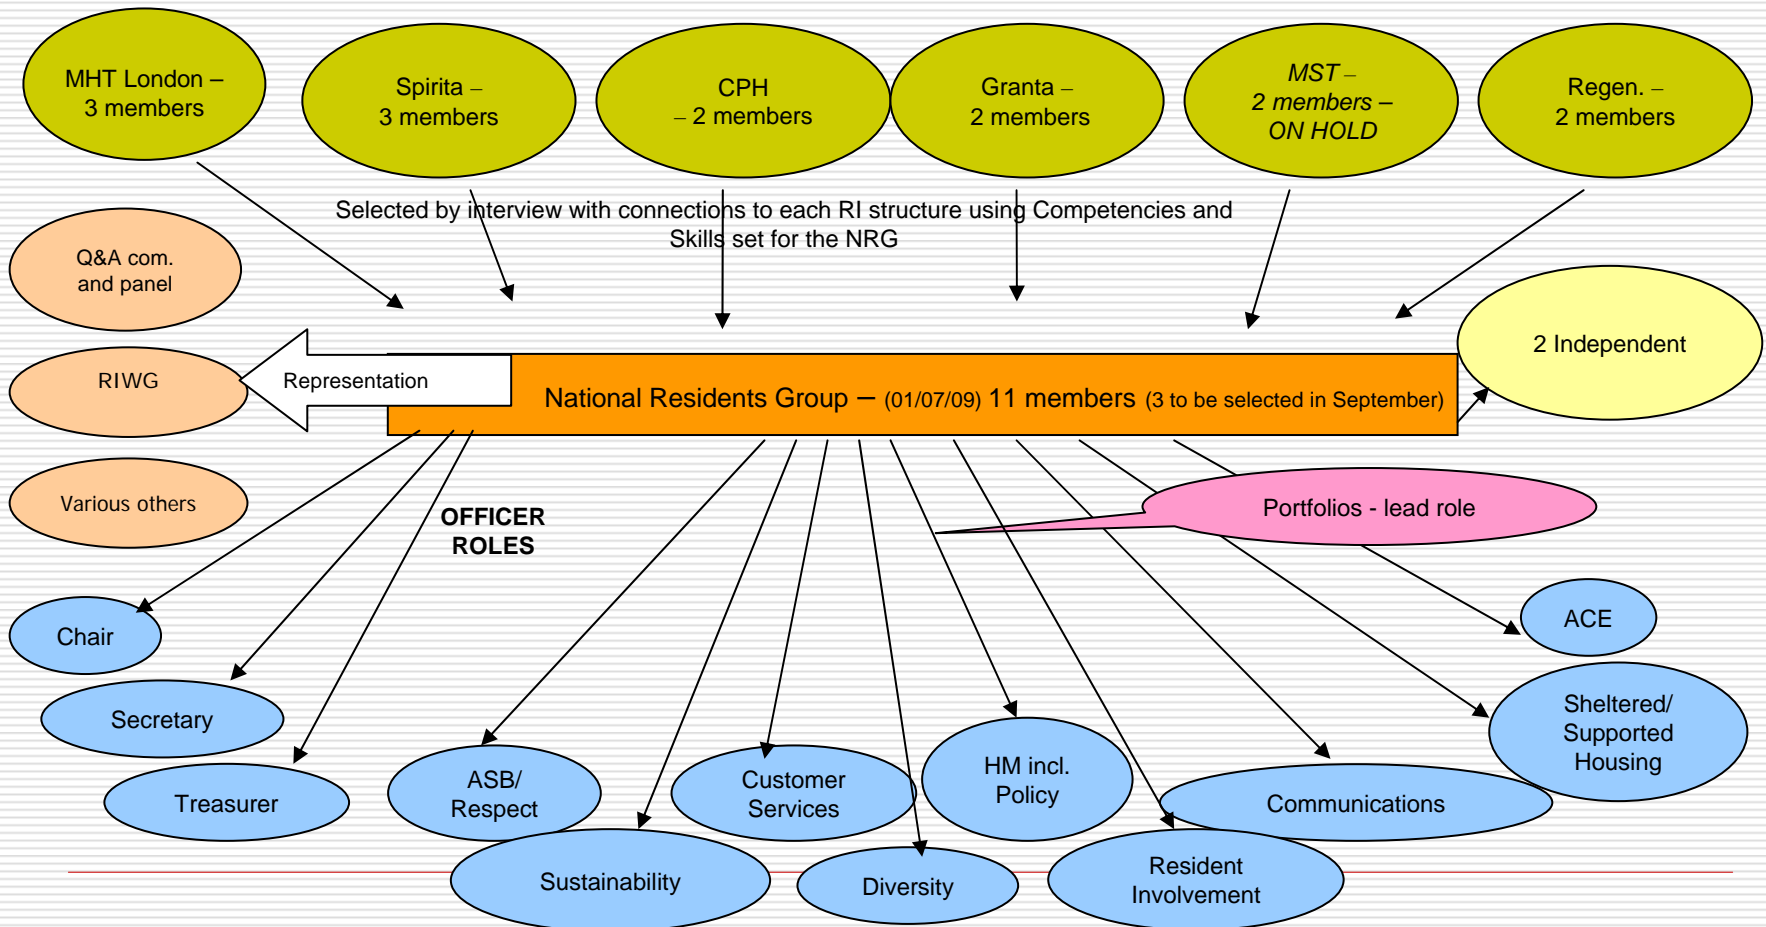 MHT London –
3 members
Spirita –
3 members
CPH
– 2 members
Granta –
2 members
MST –
2 members –
ON HOLD
Regen. –
2 members
Selected by interview with connections to each RI structure using Competencies and
Skills set for the NRG
Q&A com.
and panel
2 Independent
RIWG
Representation
National Residents Group – (01/07/09) 11 members (3 to be selected in September)
Various others
OFFICER
ROLES
Portfolios - lead role
Chair
Secretary
Treasurer
ASB/
Respect
Sustainability
Customer
Services
Diversity
HM incl.
Policy
Resident
Involvement
Communications
Sheltered/
Supported
Housing
ACE